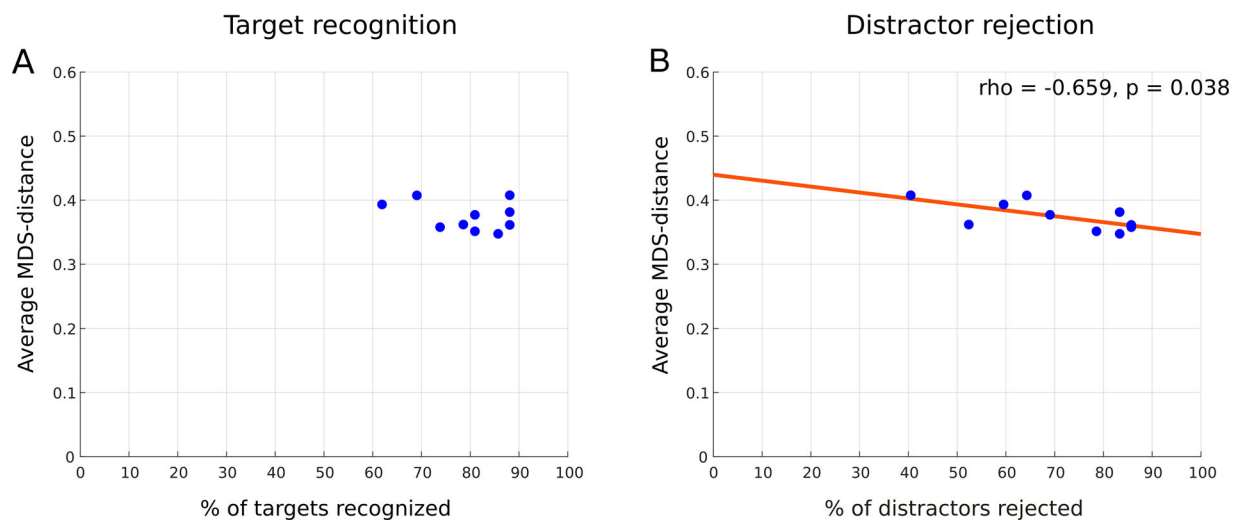 Target recognition
A
0.6
0.5
0.4
0.3
0.2
0.1
0
Average MDS-distance
0 10 20 30 40 50 60 70 80 90 100
% of targets recognized
Distractor rejection
B
rho = -0.659, p = 0.038
0.6
0.5
0.4
0.3
0.2
0.1
0
Average MDS-distance
0 10 20 30 40 50 60 70 80 90 100
% of distractors rejected